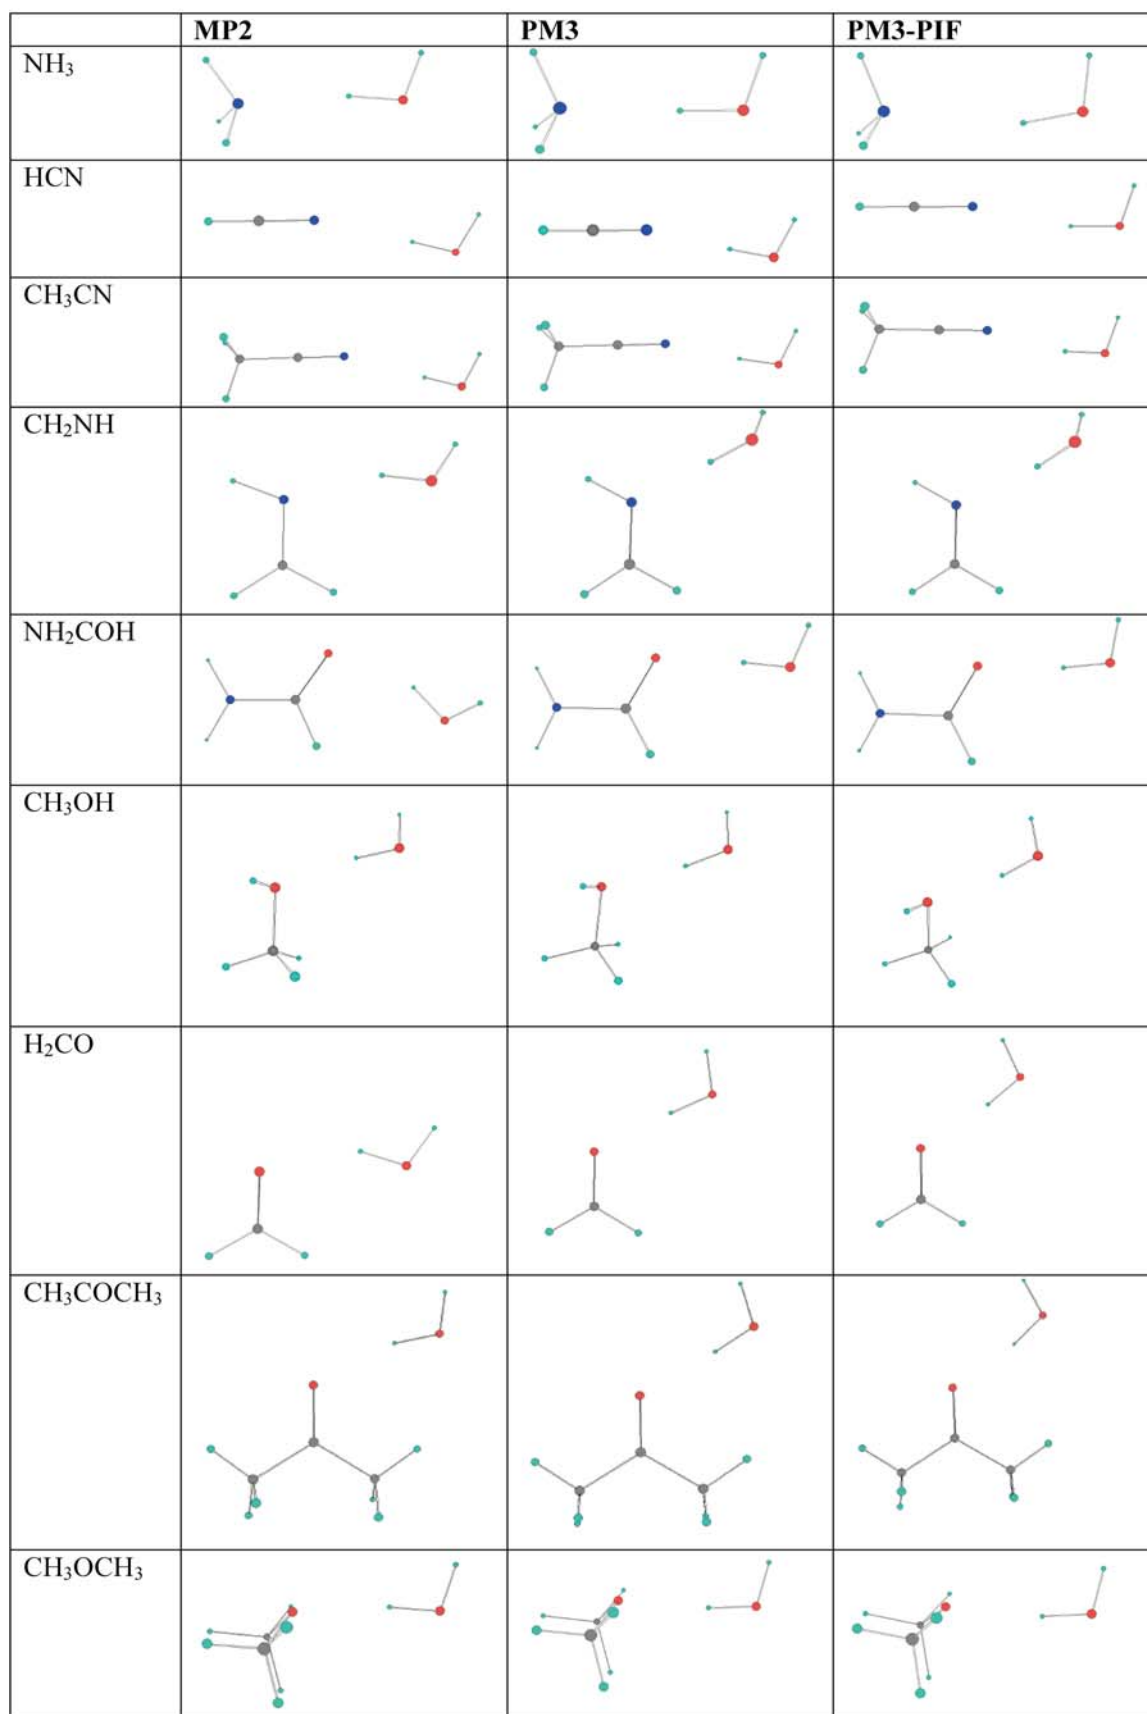 MP2 PM3 PM3-PIF
NH₃
HCN
CH₃CN
CH₂NH
NH₂COH
CH₃OH
H₂CO
CH₃COCH₃
CH₃OCH₃